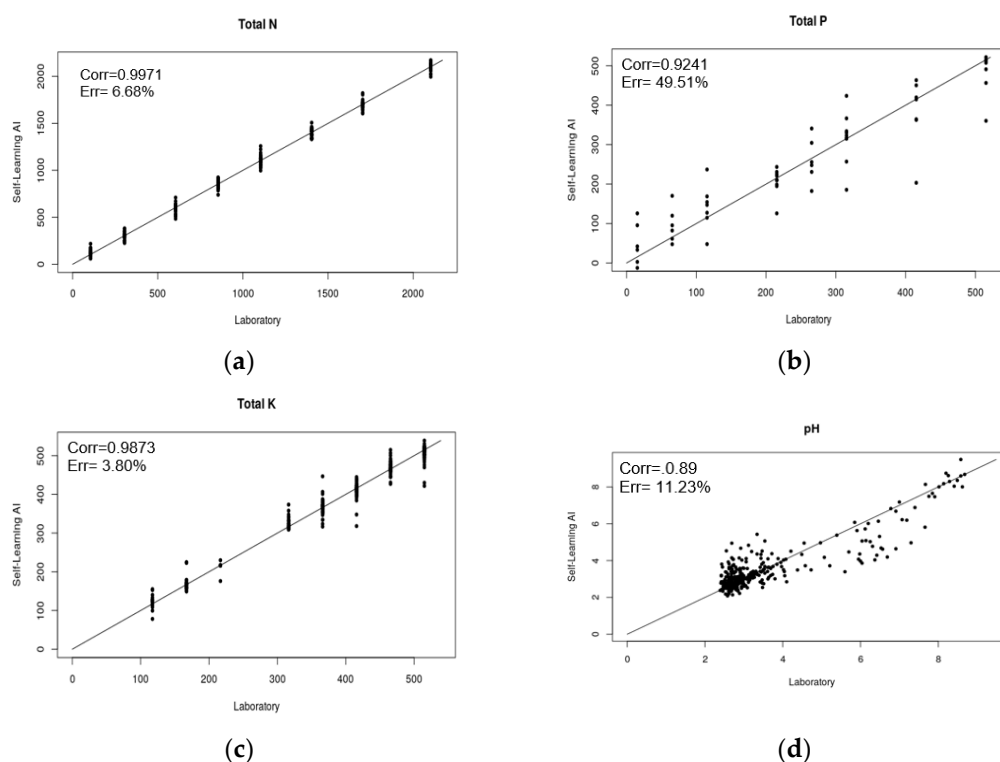 Total N
Corr=0.9971
Err= 6.68%
Self-Learning AI
2000
1500
1000
500
0
0 500 1000 1500 2000
Laboratory
(a)
Total P
Corr=0.9241
Err= 49.51%
Self-Learning AI
500
400
300
200
100
0
0 100 200 300 400 500
Laboratory
(b)
Total K
Corr=0.9873
Err= 3.80%
Self-Learning AI
500
400
300
200
100
0
0 100 200 300 400 500
Laboratory
(c)
pH
Corr=.0.89
Err= 11.23%
Self-Learning AI
8
6
4
2
0
0 2 4 6 8
Laboratory
(d)